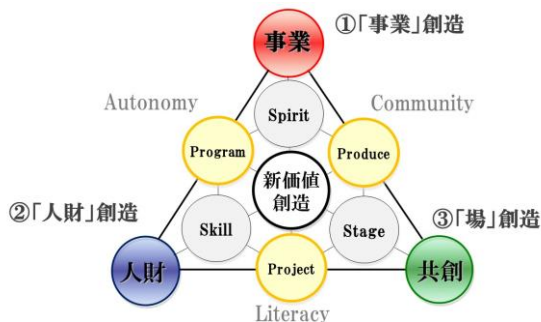 ①「事業」創造
事業
Autonomy
Community
Spirit
Program
Produce
新価値
創造
②「人財」創造
③「場」創造
Skill
Stage
人財
Project
共創
Literacy